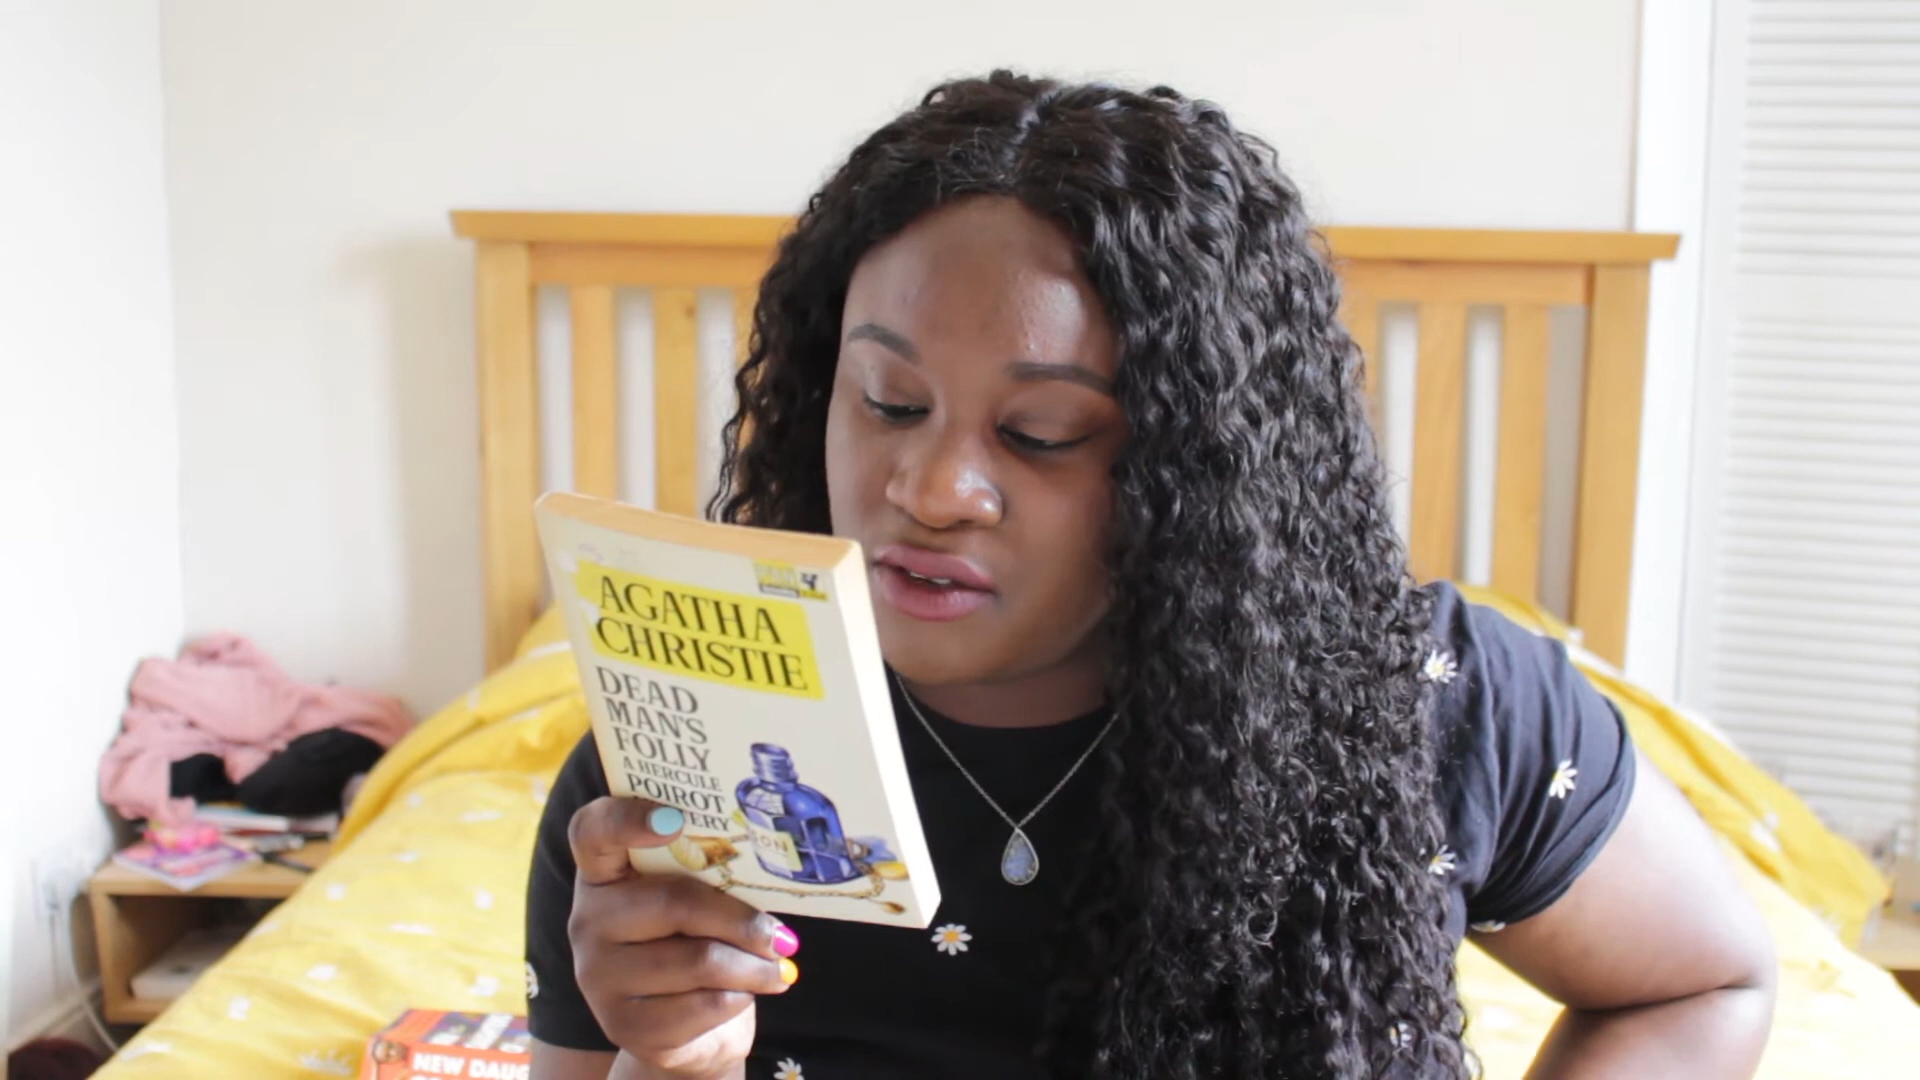 AGATHA
CHRISTIE
DEAD
MAN'S
FOLLY
A HERCULE
POIROT
NEW DAUG